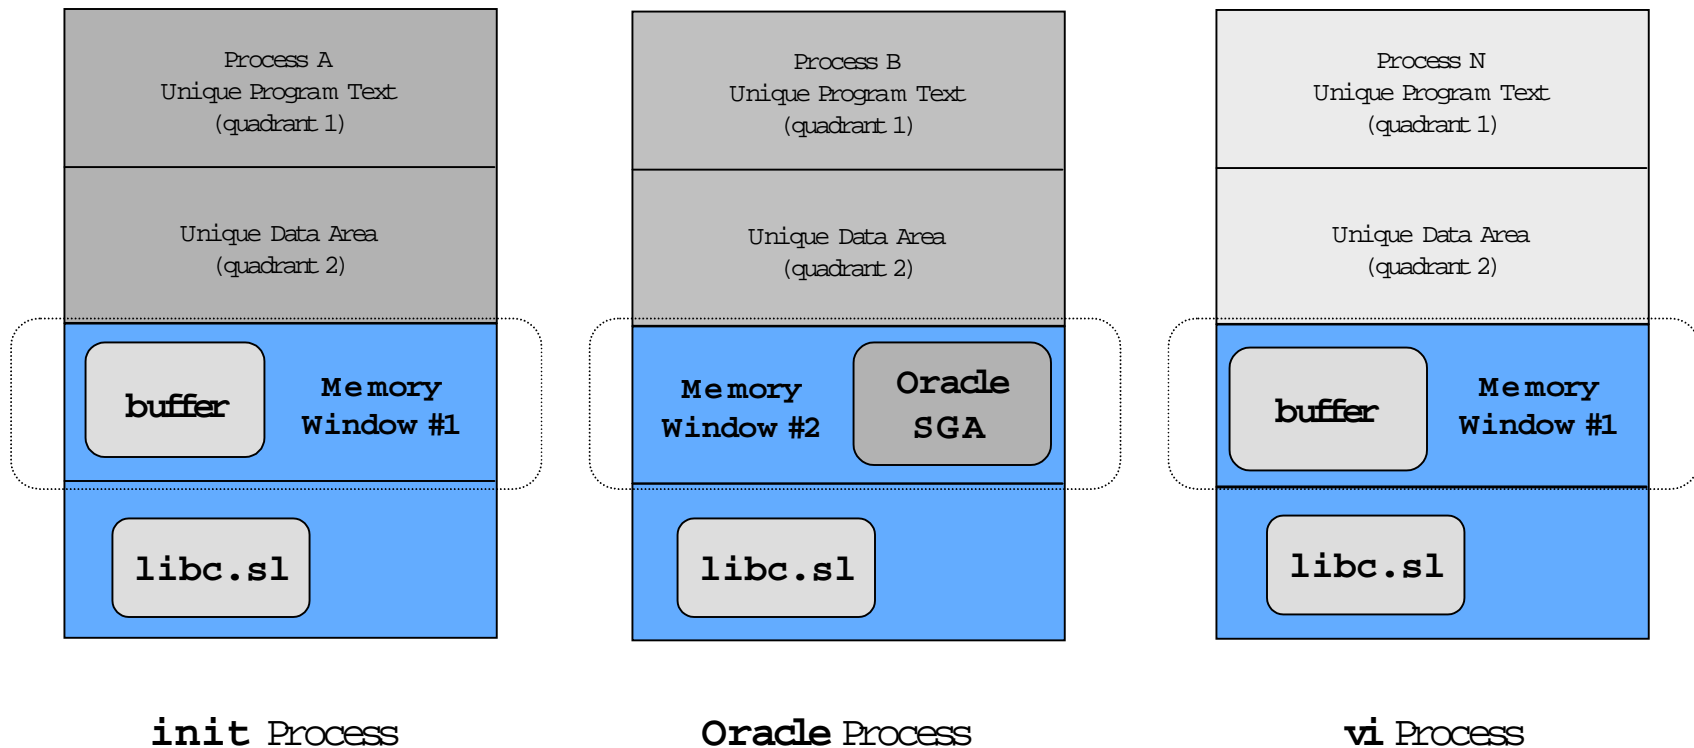 Process A
Unique Program Text
(quadrant 1)
Unique Data Area
(quadrant 2)
buffer
Memory
Window #1
libc.sl
init Process
Process B
Unique Program Text
(quadrant 1)
Unique Data Area
(quadrant 2)
Memory
Window #2
Oracle
SGA
libc.sl
Oracle Process
Process N
Unique Program Text
(quadrant 1)
Unique Data Area
(quadrant 2)
buffer
Memory
Window #1
libc.sl
vi Process